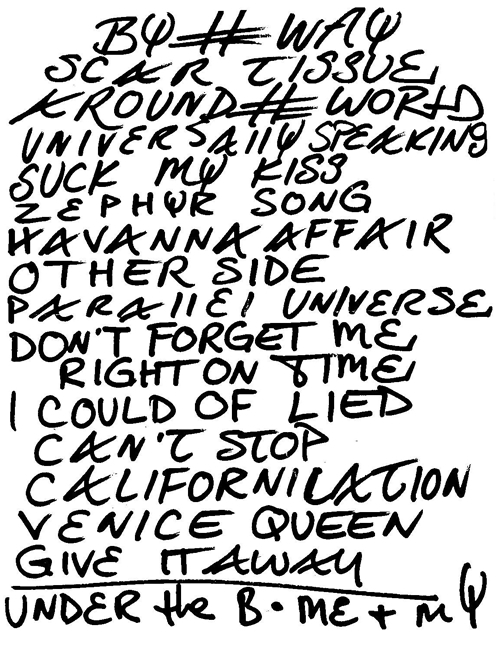 BY THE WAY
SCAR TISSUE
AROUND THE WORLD
UNIVERSAllY SPEAKING
SUCK MY KISS
ZEPHYR SONG
HAVANNA AFFAIR
OTHER SIDE
PARAllEl UNIVERSE
DON'T FORGET ME
RIGHT ON TIME
I COULD OF LIED
CAN'T STOP
CALIFORNICATION
VENICE QUEEN
GIVE IT AWAY
UNDER the B • ME + MY